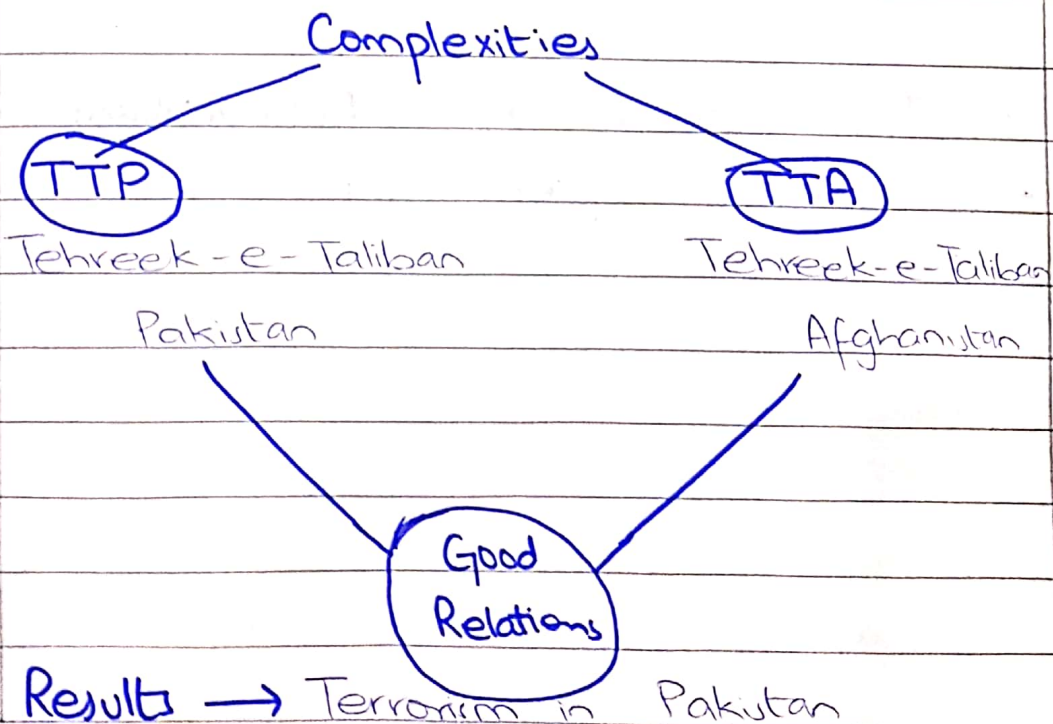 Complexities
TTP TTA
Tehreek-e-Taliban Tehreek-e-Taliban
Pakistan Afghanistan
Good
Relations
Results → Terrorism in Pakistan